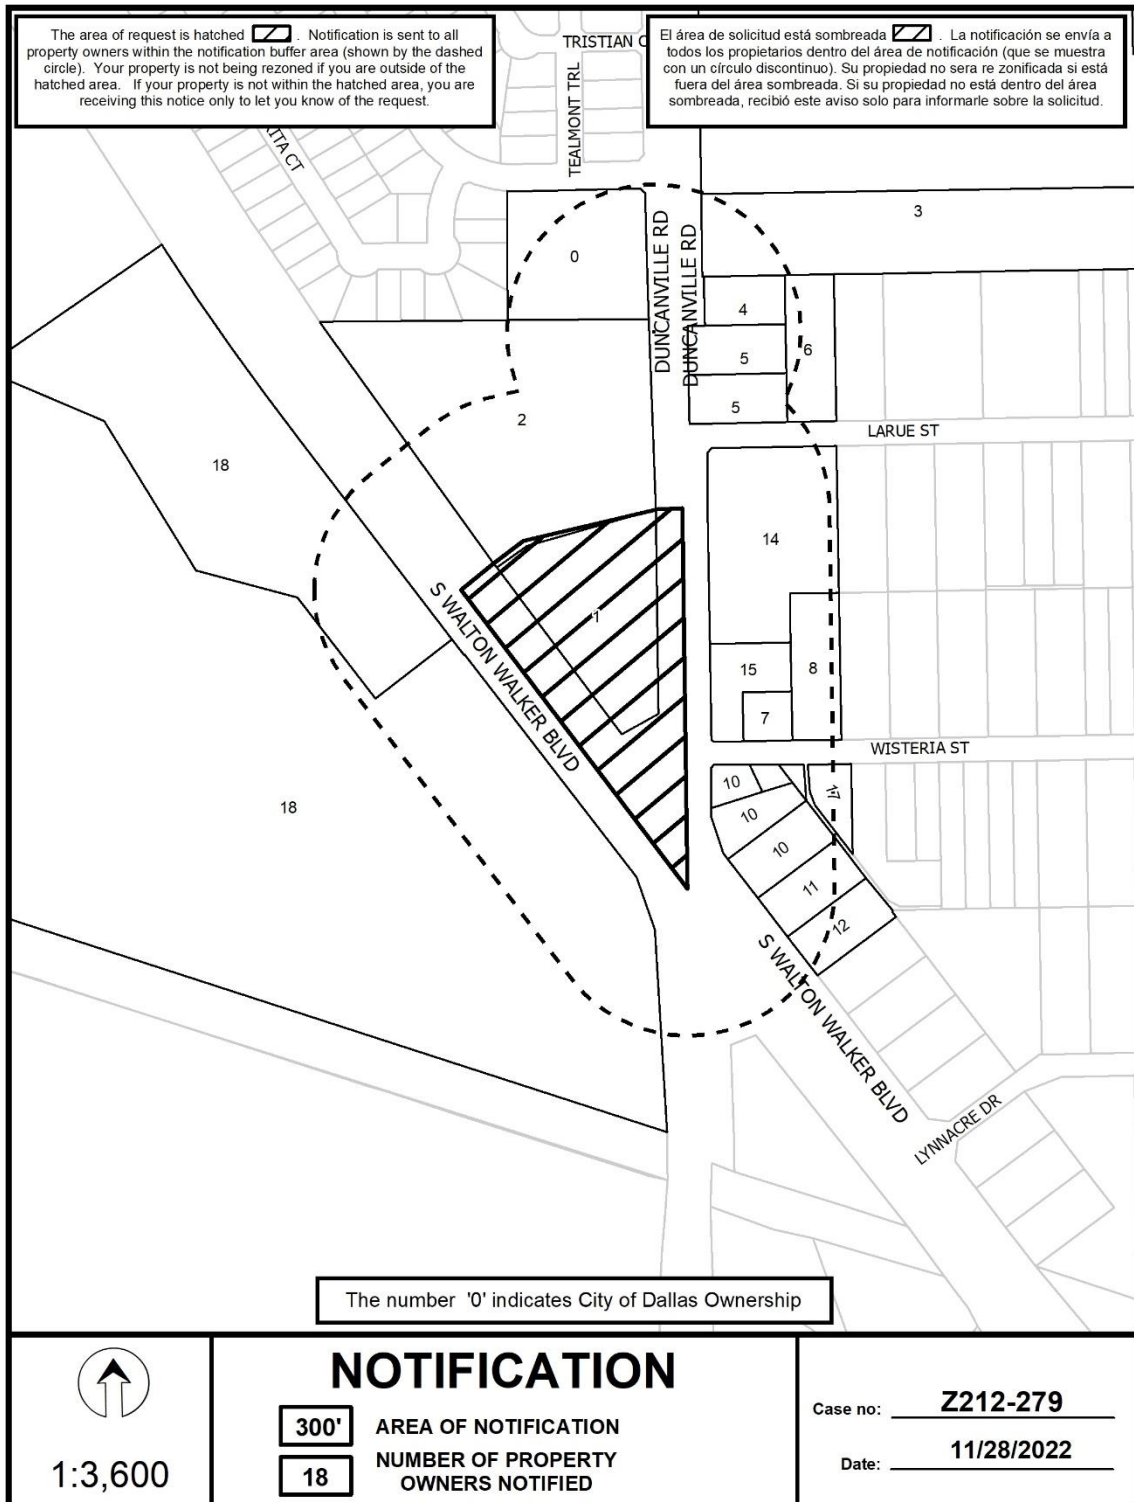 The area of request is hatched . Notification is sent to all
property owners within the notification buffer area (shown by the dashed
circle). Your property is not being rezoned if you are outside of the
hatched area. If your property is not within the hatched area, you are
receiving this notice only to let you know of the request.
El área de solicitud está sombreada . La notificación se envía a
todos los propietarios dentro del área de notificación (que se muestra
con un círculo discontinuo). Su propiedad no sera re zonificada si está
fuera del área sombreada. Si su propiedad no está dentro del área
sombreada, recibió este aviso solo para informarle sobre la solicitud.
TRISTIAN
TEALMONT TRL
CT
3
0
DUNCANVILLE RD
DUNCANVILLE RD
4
5
6
5
2
LARUE ST
18
14
1
S WALTON WALKER BLVD
15
8
7
WISTERIA ST
10
17
10
18
10
11
12
S WALTON WALKER BLVD
LYNNACRE DR
The number '0' indicates City of Dallas Ownership
1:3,600
NOTIFICATION
300' AREA OF NOTIFICATION
18 NUMBER OF PROPERTY
OWNERS NOTIFIED
Case no: Z212-279
Date: 11/28/2022